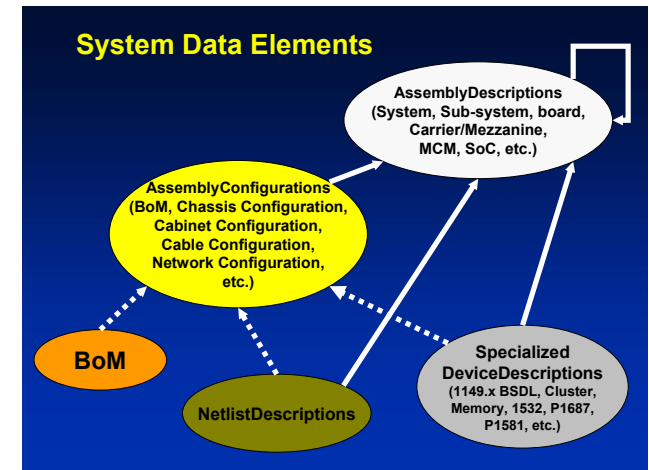 System Data Elements
AssemblyDescriptions
(System, Sub-system, board,
Carrier/Mezzanine,
MCM, SoC, etc.)
AssemblyConfigurations
(BoM, Chassis Configuration,
Cabinet Configuration,
Cable Configuration,
Network Configuration,
etc.)
BoM
NetlistDescriptions
Specialized
DeviceDescriptions
(1149.x BSDL, Cluster,
Memory, 1532, P1687,
P1581, etc.)